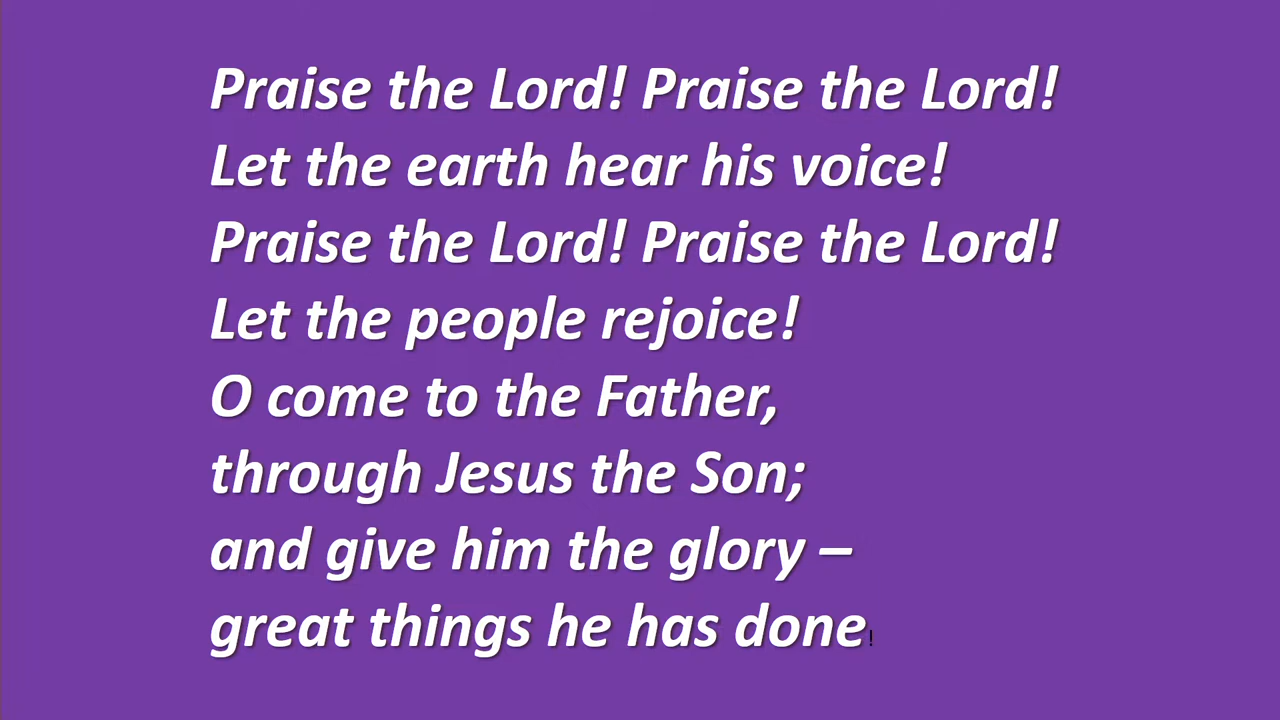 Praise the Lord! Praise the Lord!
Let the earth hear his voice!
Praise the Lord! Praise the Lord!
Let the people rejoice!
O come to the Father,
through Jesus the Son;
and give him the glory –
great things he has done!